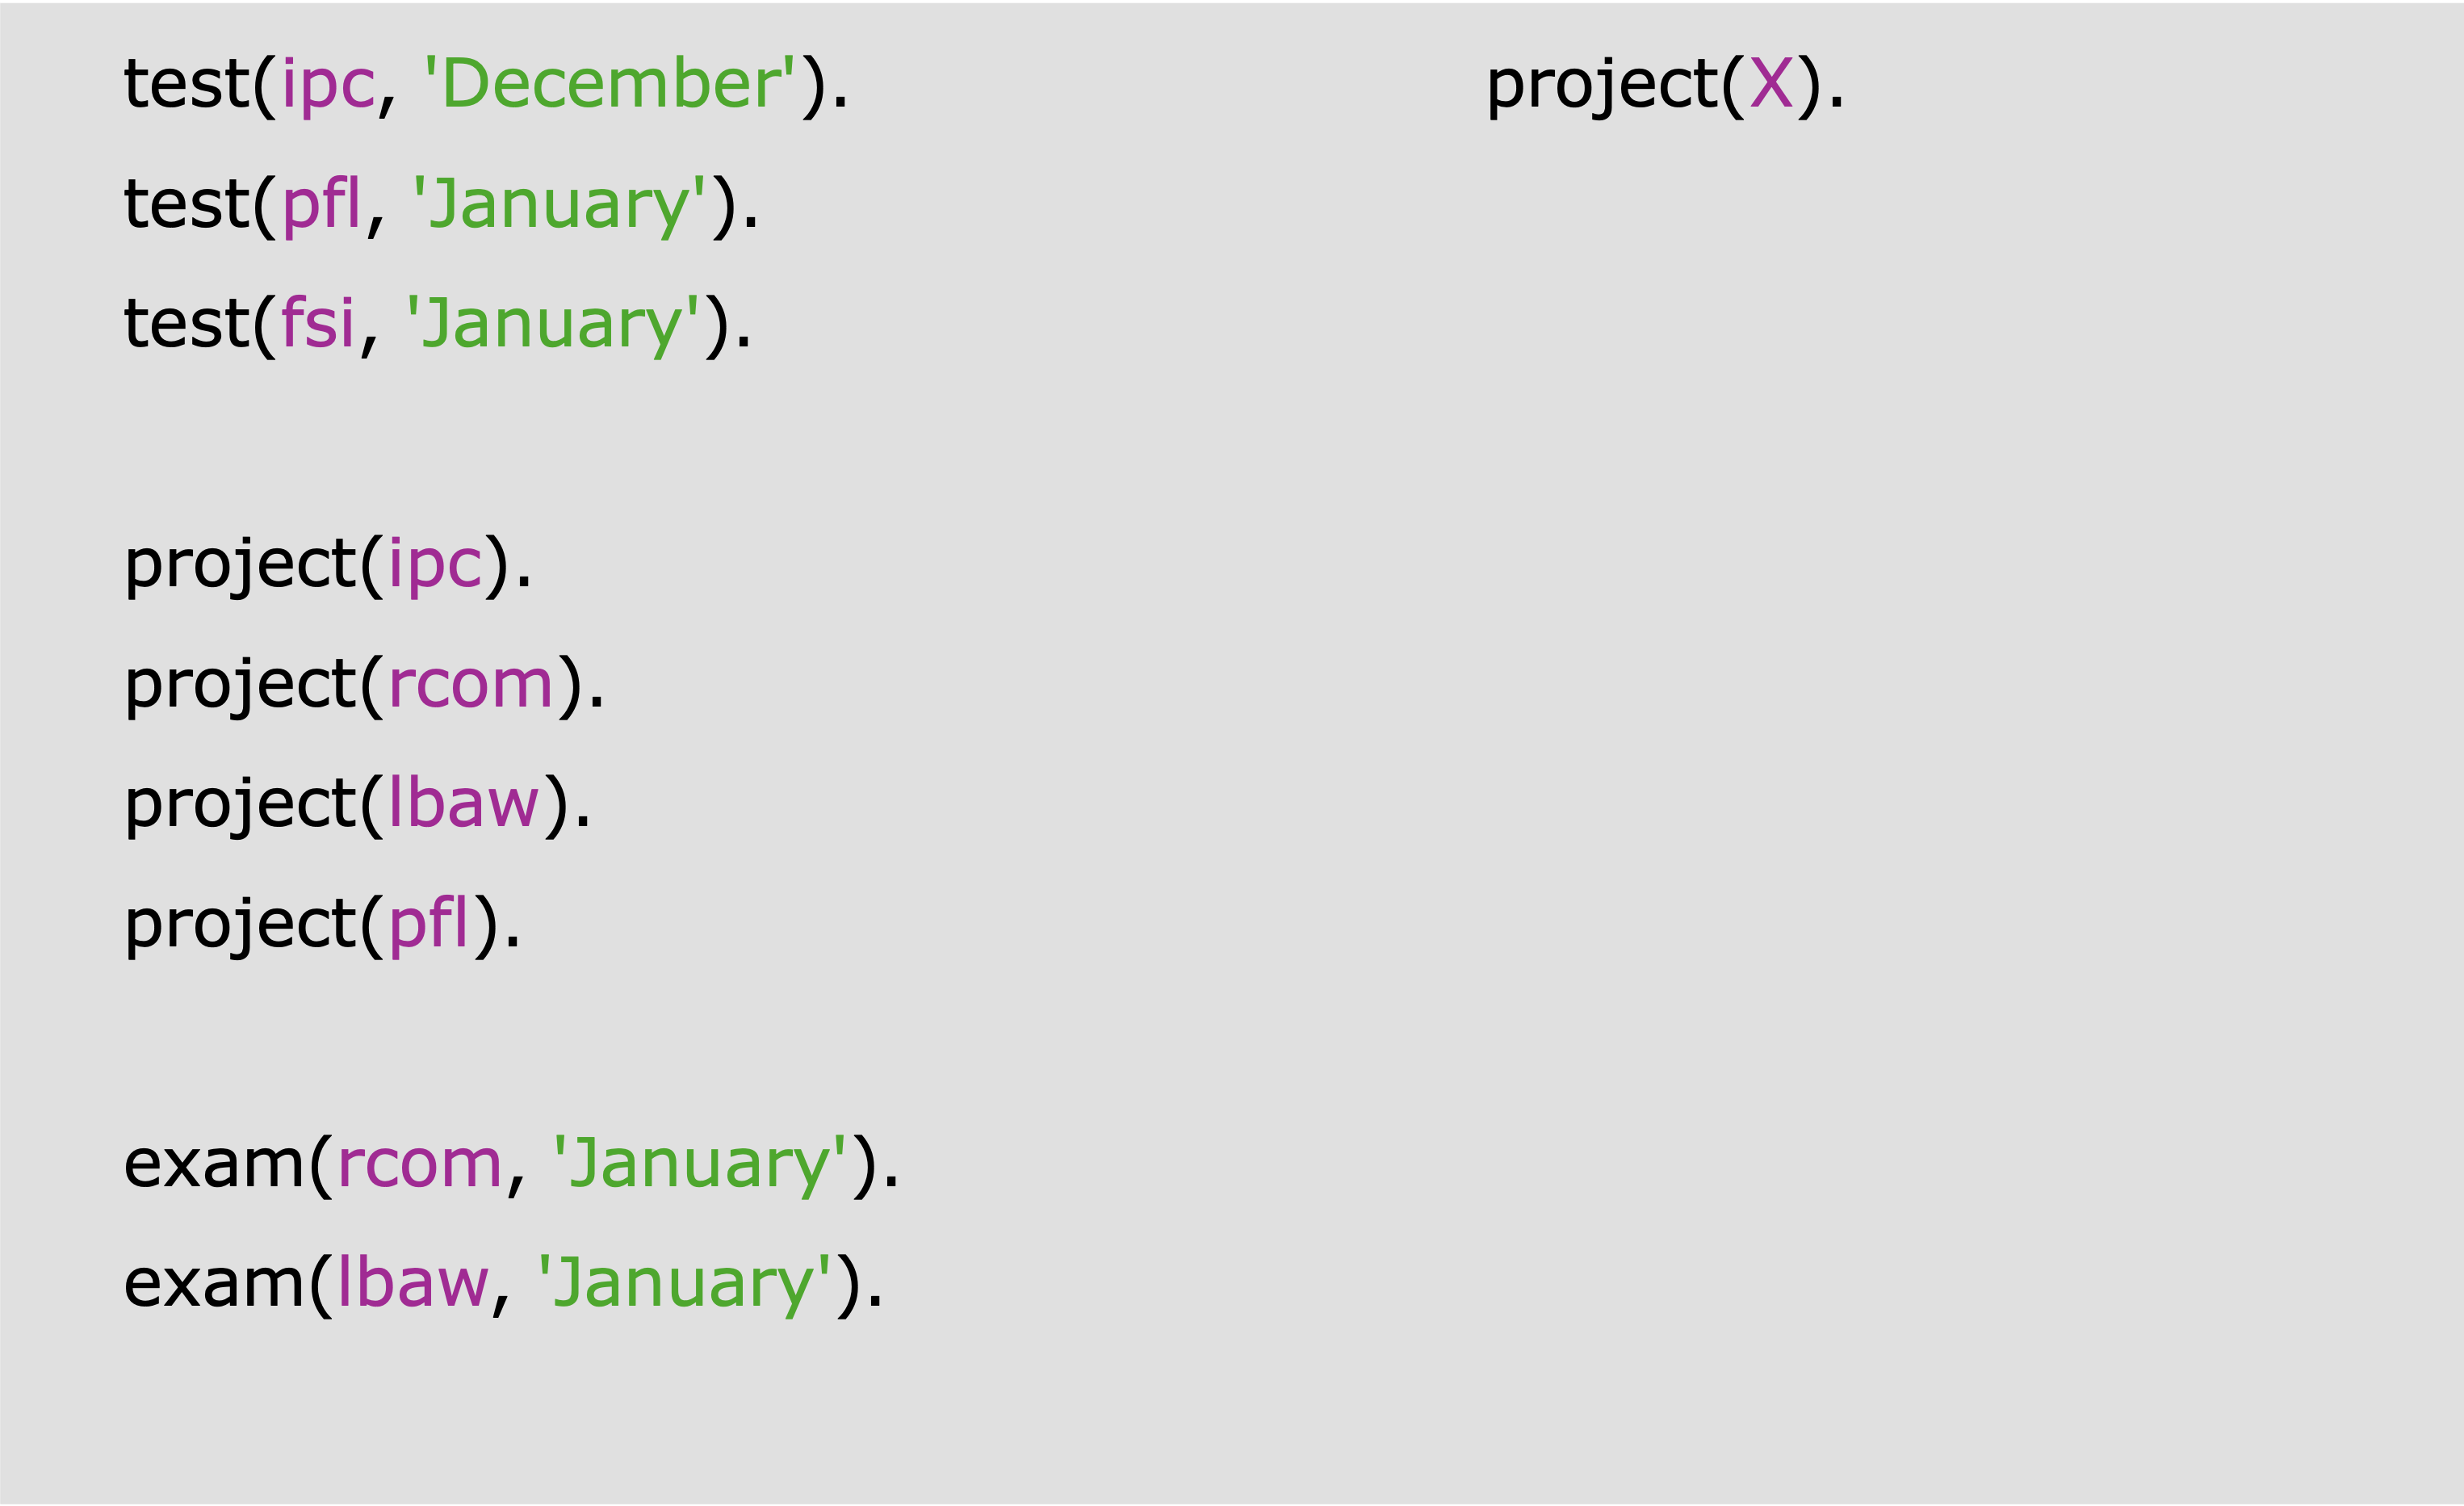 test(ipc, 'December').
test(pfl, 'January').
test(fsi, 'January').
project(ipc).
project(rcom).
project(lbaw).
project(pfl).
exam(rcom, 'January').
exam(lbaw, 'January').
project(X).